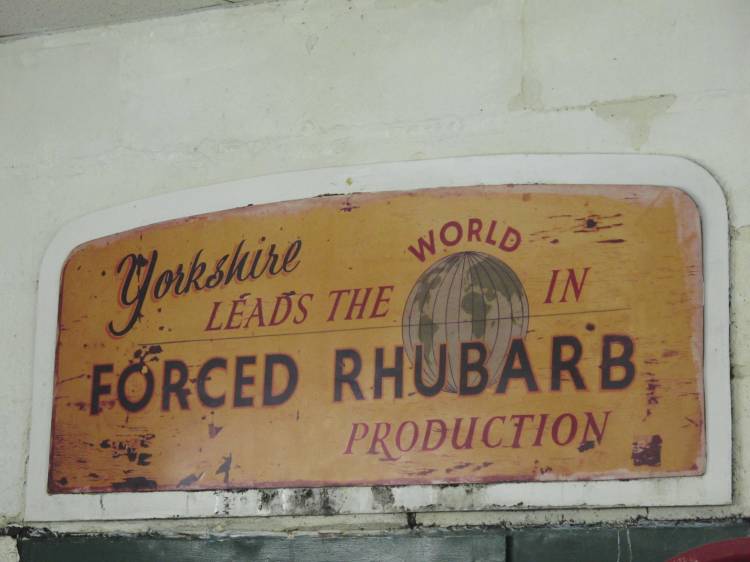 Yorkshire
LEADS THE WORLD IN
FORCED RHUBARB
PRODUCTION